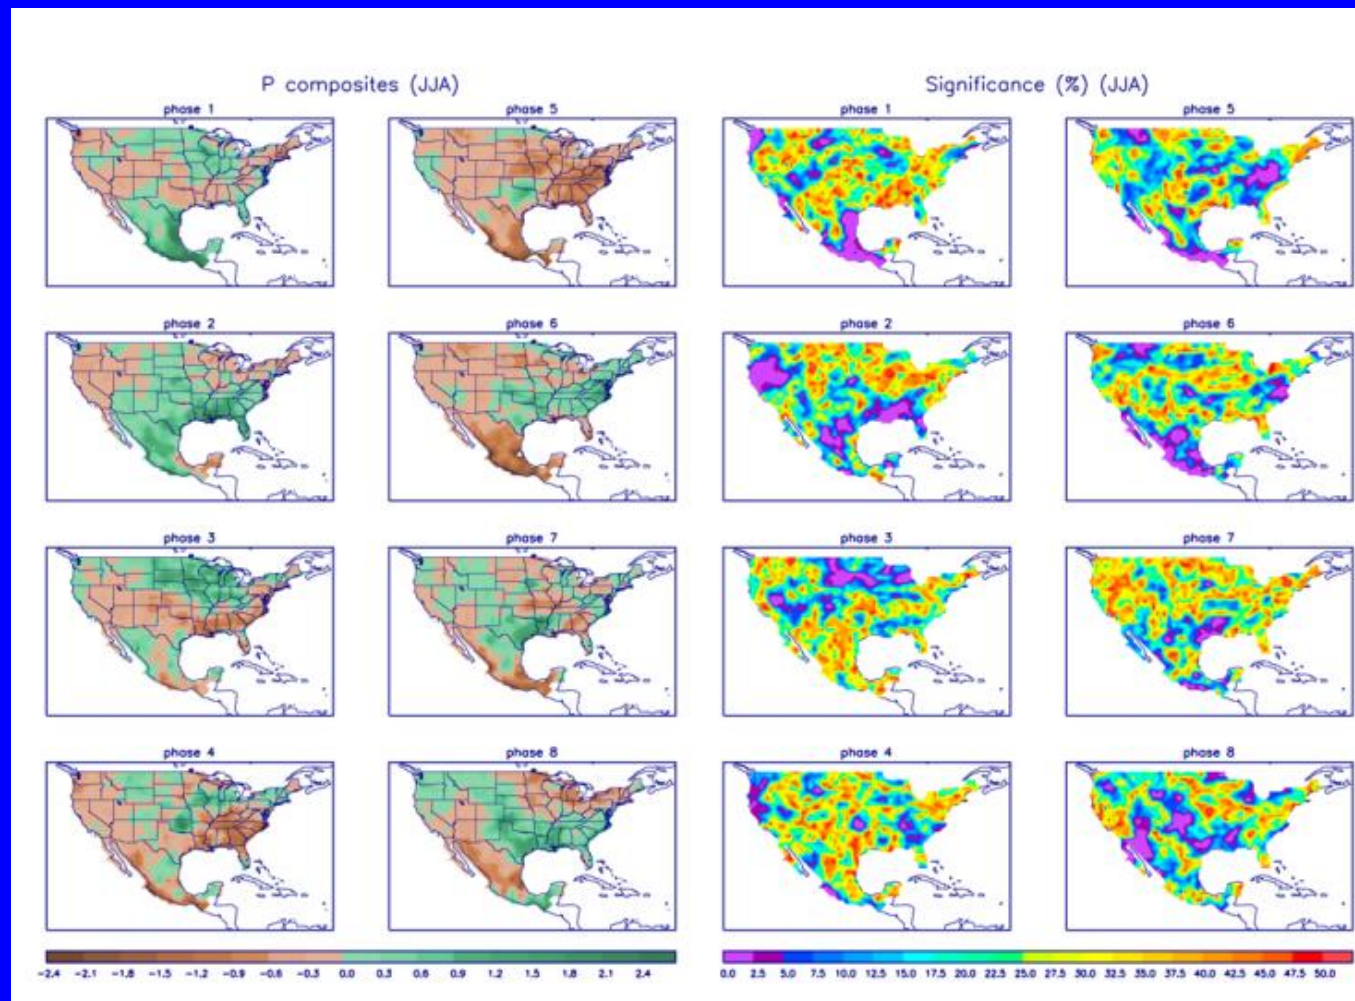 P composites (JJA)
Significance (%) (JJA)
phase 1
phase 5
phase 1
phase 5
phase 2
phase 6
phase 2
phase 6
phase 3
phase 7
phase 3
phase 7
phase 4
phase 8
phase 4
phase 8
-2.4 -2.1 -1.8 -1.5 -1.2 -0.9 -0.6 -0.3 0.0 0.3 0.6 0.9 1.2 1.5 1.8 2.1 2.4
0.0 2.5 5.0 7.5 10.0 12.5 15.0 17.5 20.0 22.5 25.0 27.5 30.0 32.5 35.0 37.5 40.0 42.5 45.0 47.5 50.0